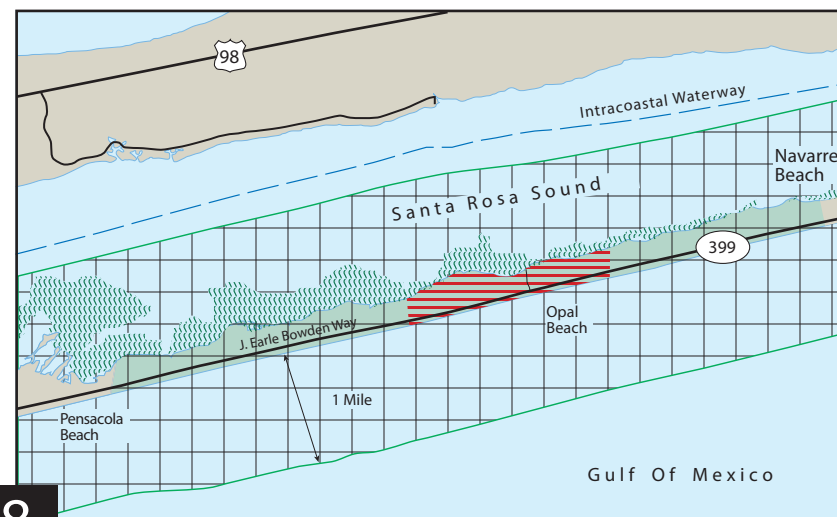 98
Intracoastal Waterway
Navarre
Beach
Santa Rosa Sound
399
Opal
Beach
J. Earle Bowden Way
1 Mile
Pensacola
Beach
Gulf Of Mexico